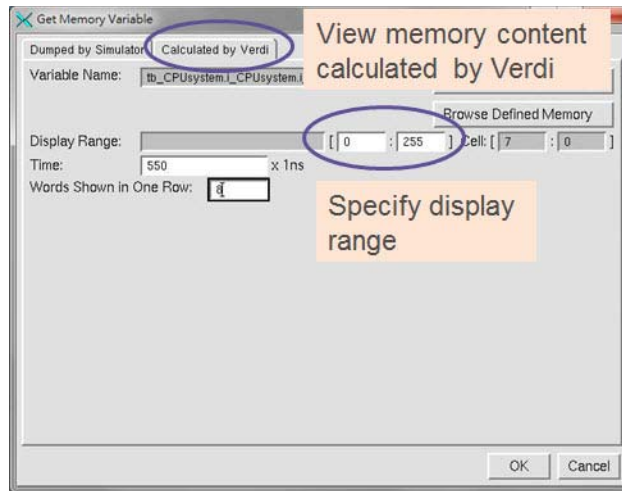 Get Memory Variable
View memory content
calculated by Verdi
Dumped by Simulator Calculated by Verdi
Variable Name: tb_CPUsystem.i_CPUsystem.i_
Browse Defined Memory
Display Range: [ 0 : 255 ] Cell: [ 7 : 0 ]
Time: 550 x 1ns
Words Shown in One Row: 8
Specify display
range
OK Cancel